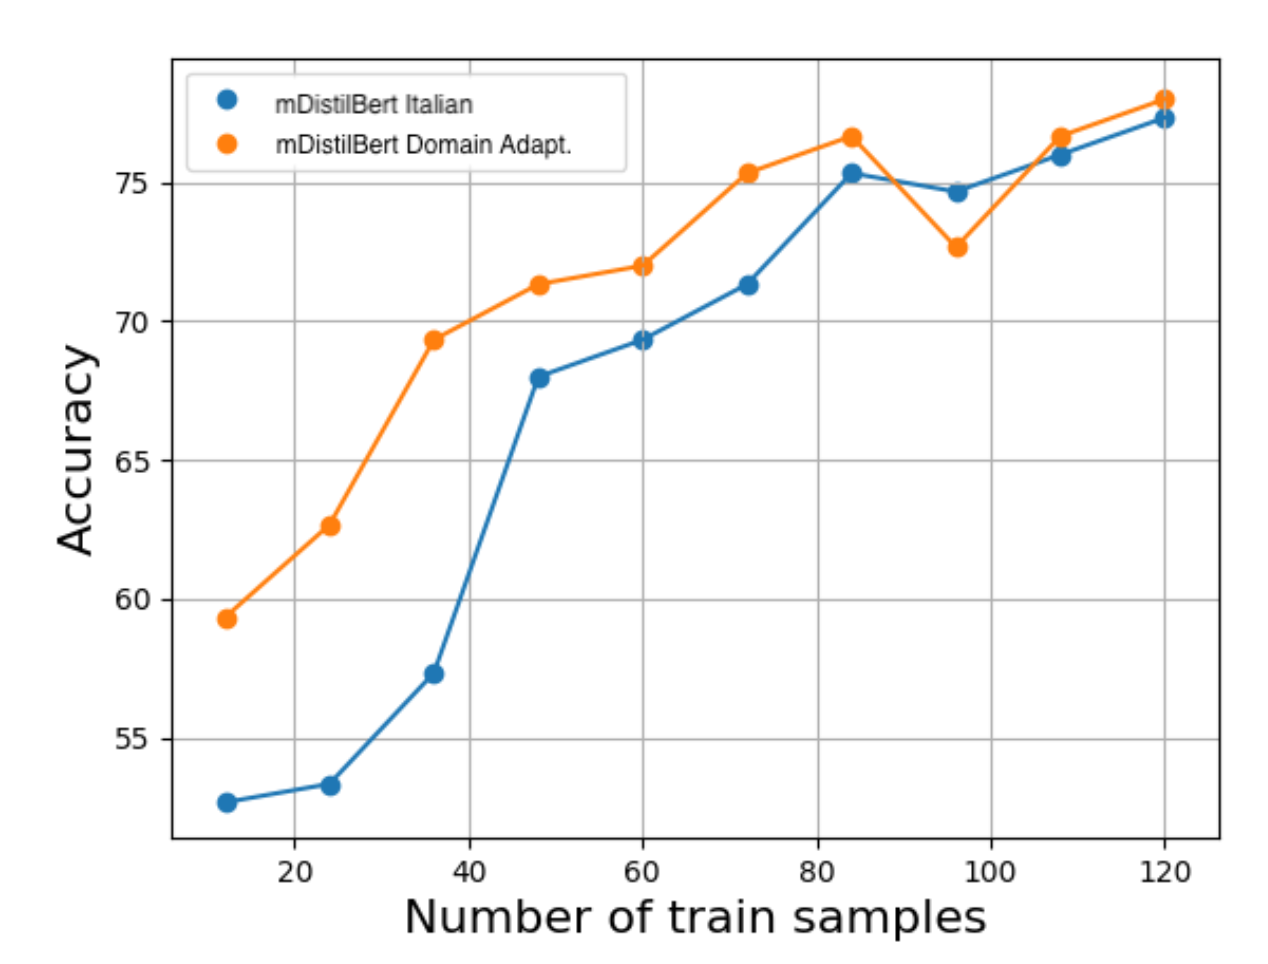 mDistilBert Italian
mDistilBert Domain Adapt.
75
70
65
60
55
Accuracy
20 40 60 80 100 120
Number of train samples